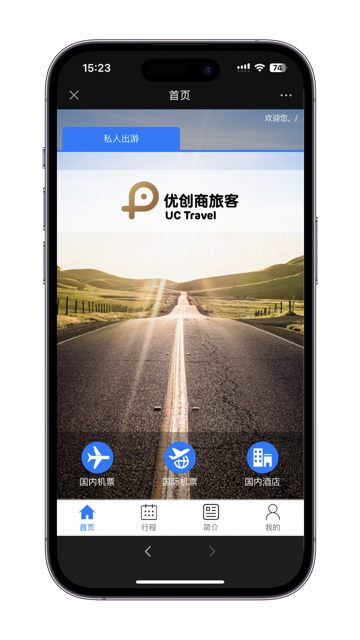 15:23
74
首页
欢迎您、/
私人出游
优创商旅客
UC Travel
国内机票
国际机票
国内酒店
首页
行程
简介
我的